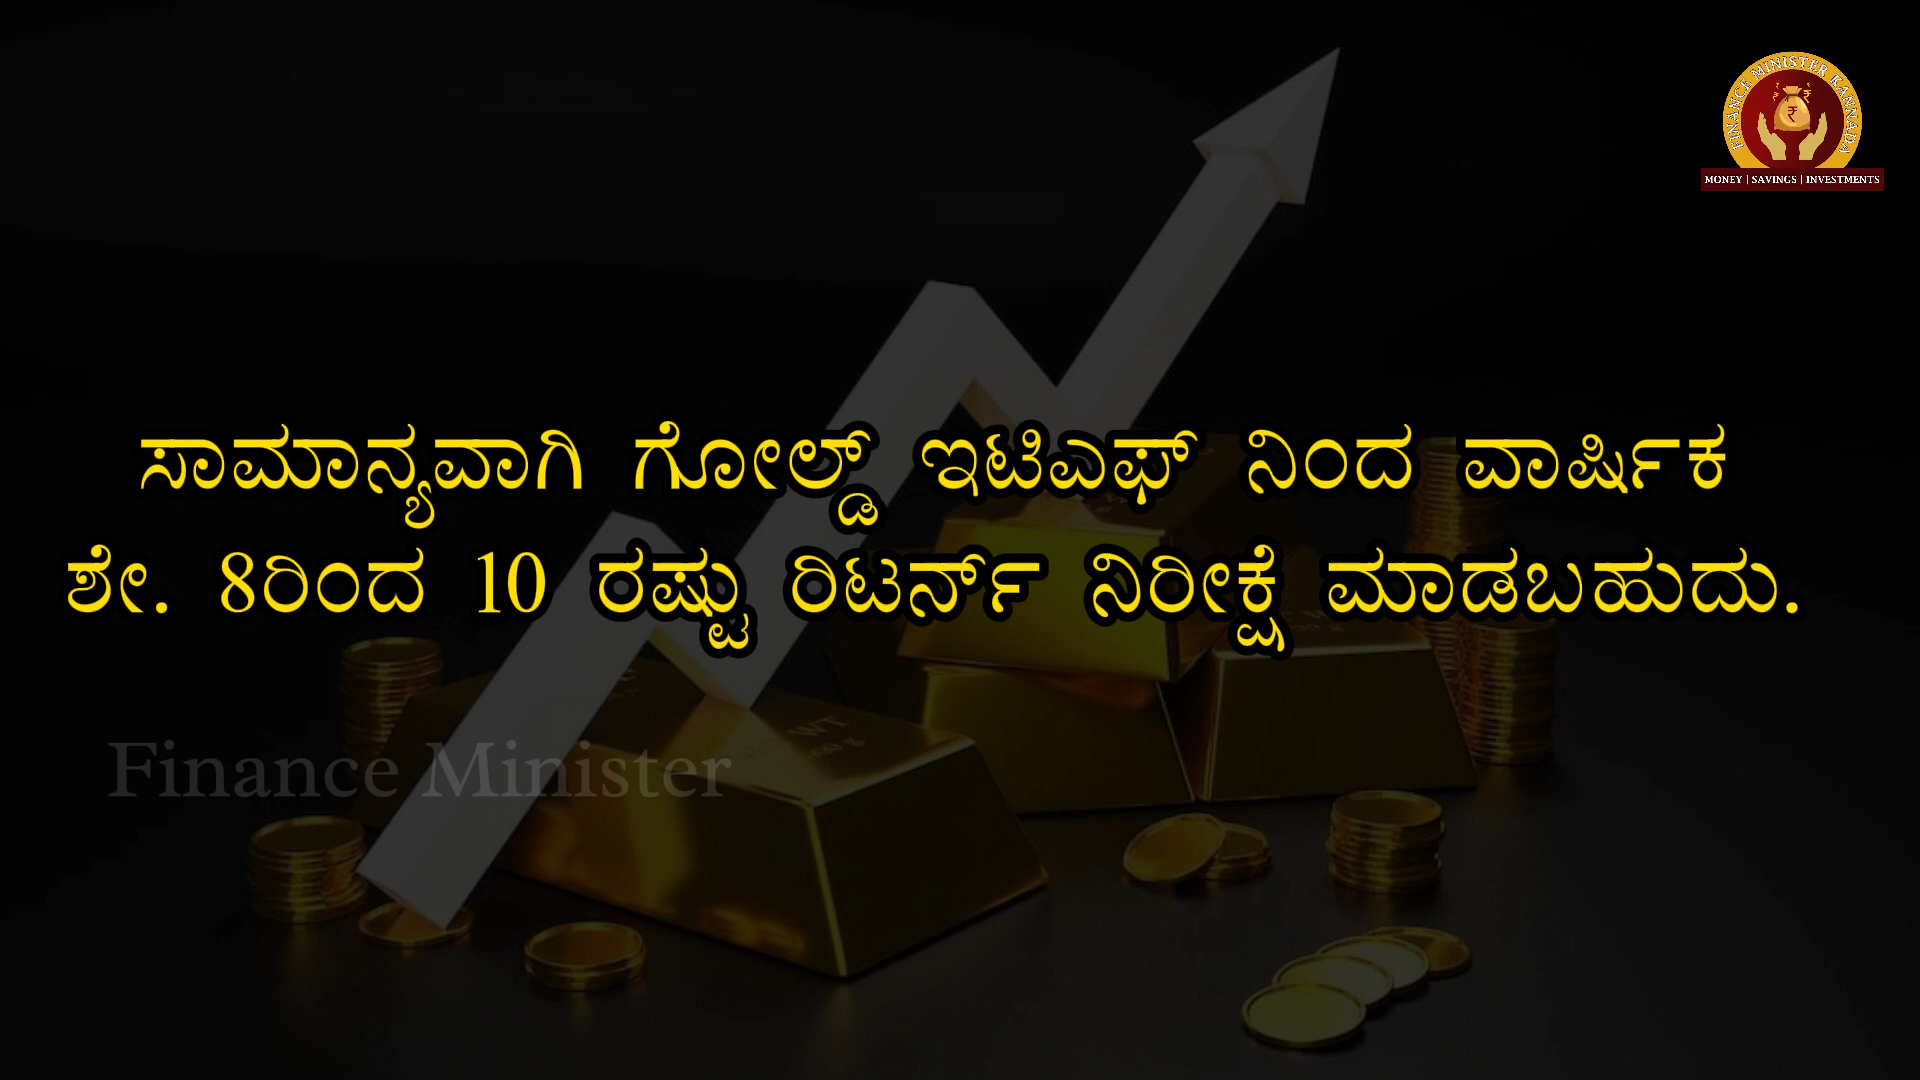 FINANCE MINISTER KANNADA
MONEY | SAVINGS | INVESTMENTS
ಸಾಮಾನ್ಯವಾಗಿ ಗೋಲ್ಡ್ ಇಟಿಎಫ್ ನಿಂದ ವಾರ್ಷಿಕ
ಶೇ. 8ರಿಂದ 10 ರಷ್ಟು ರಿಟರ್ನ್ ನಿರೀಕ್ಷೆ ಮಾಡಬಹುದು.
Finance Minister